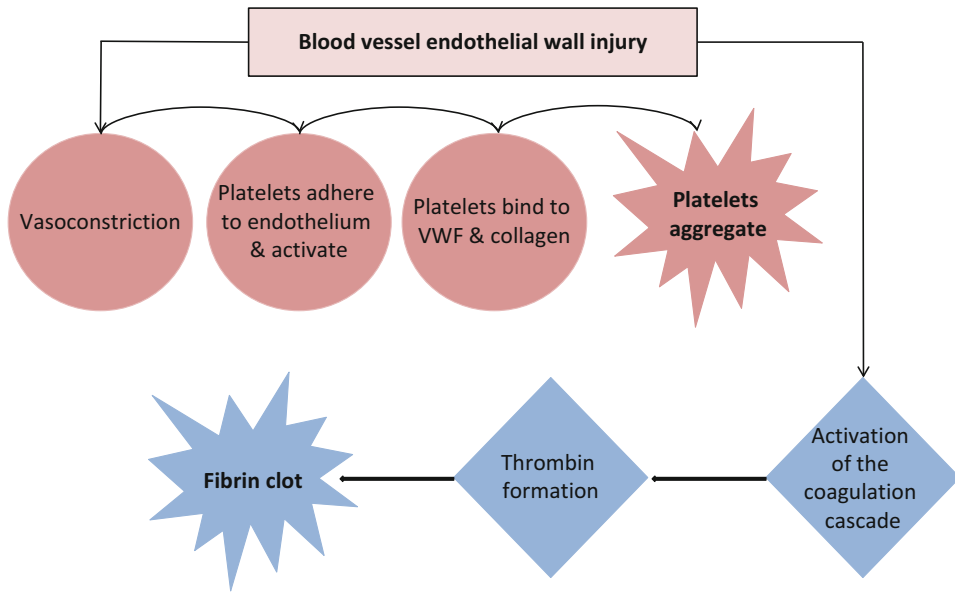 Blood vessel endothelial wall injury
Vasoconstriction
Platelets adhere
to endothelium
& activate
Platelets bind to
VWF & collagen
Platelets
aggregate
Fibrin clot
Thrombin
formation
Activation
of the
coagulation
cascade